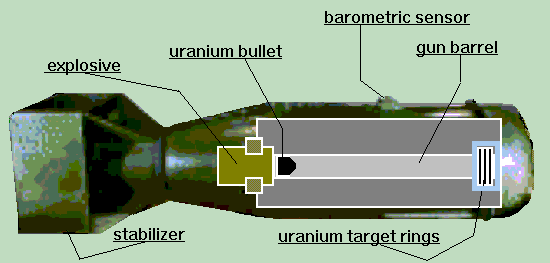 barometric sensor
uranium bullet
gun barrel
explosive
stabilizer
uranium target rings